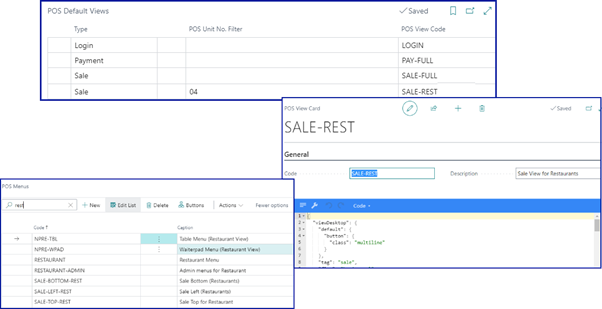 POS Default Views
Saved
Type POS Unit No. Filter POS View Code
Login LOGIN
Payment PAY-FULL
Sale SALE-FULL
Sale 04 SALE-REST
POS View Card
Saved
SALE-REST
General
Code SALE-REST Description Sale View for Restaurants
Code
1 {
2 "viewDesktop": {
3 "default": {
4 "button": {
5 "class": "multiline"
6 }
7 },
8 "tag": "sale",
POS Menus
rest New Edit List Delete Buttons Actions Fewer options
Code Caption
NPRE-TBL Table Menu (Restaurant View)
NPRE-WPAD Waiterpad Menu (Restaurant View)
RESTAURANT Restaurant Menu
RESTAURANT-ADMIN Admin menus for Restaurant
SALE-BOTTOM-REST Sale Bottom (Restaurants)
SALE-LEFT-REST Sale Left (Restaurants)
SALE-TOP-REST Sale Top for Restaurant